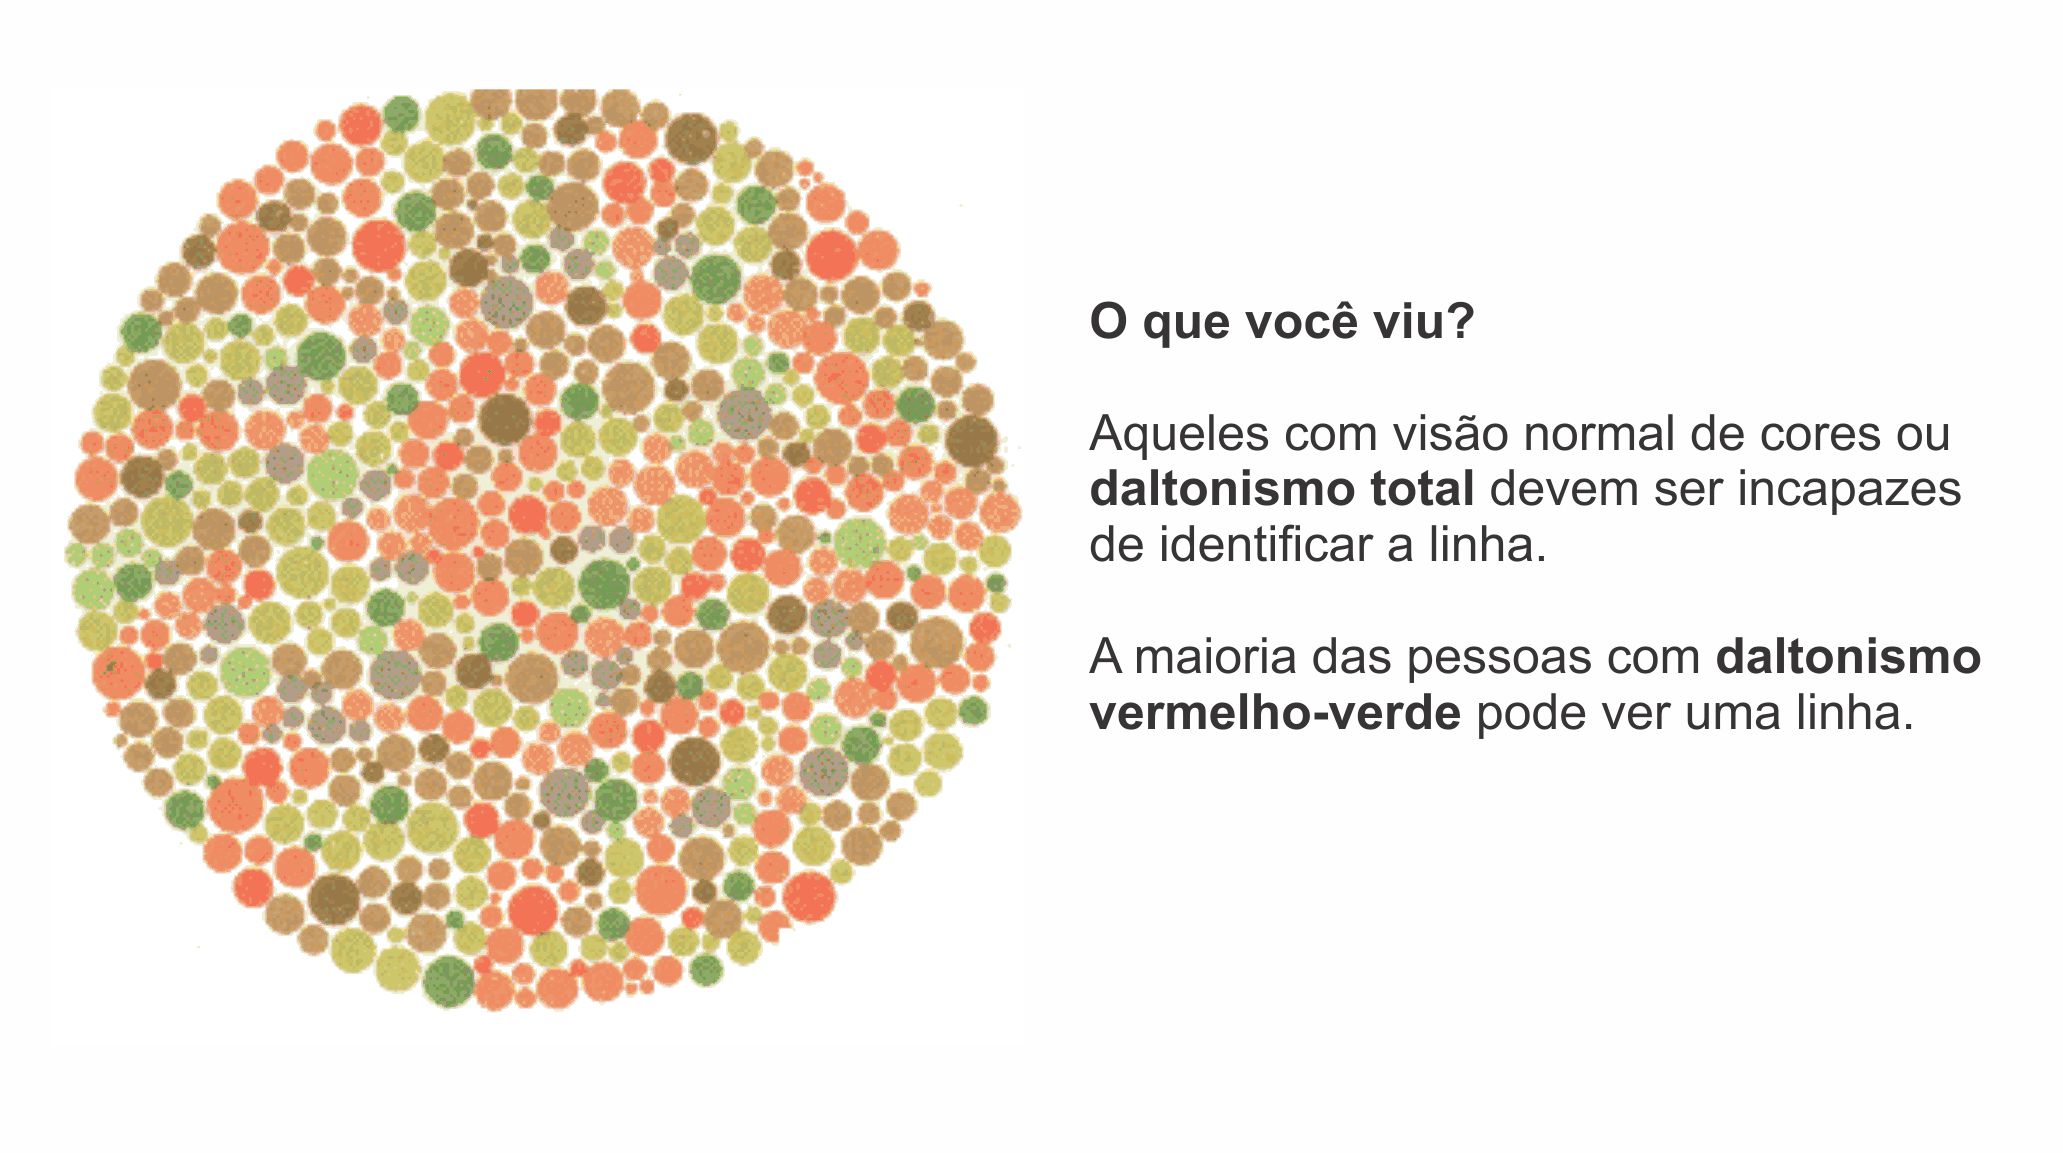 O que você viu?
Aqueles com visão normal de cores ou
daltonismo total devem ser incapazes
de identificar a linha.
A maioria das pessoas com daltonismo
vermelho-verde pode ver uma linha.